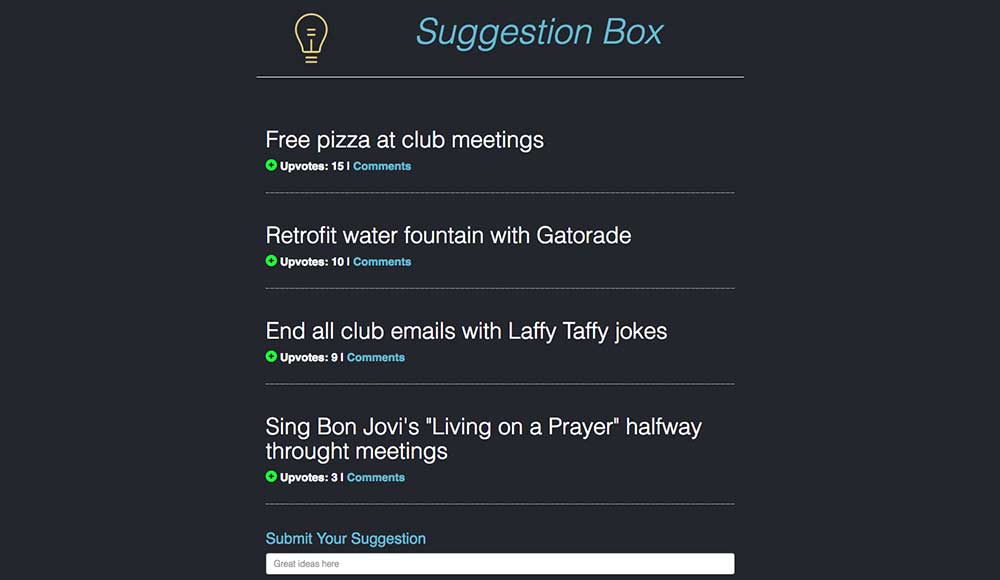 Suggestion Box
Free pizza at club meetings
Upvotes: 15 | Comments
Retrofit water fountain with Gatorade
Upvotes: 10 | Comments
End all club emails with Laffy Taffy jokes
Upvotes: 9 | Comments
Sing Bon Jovi's "Living on a Prayer" halfway
throught meetings
Upvotes: 3 | Comments
Submit Your Suggestion
Great ideas here